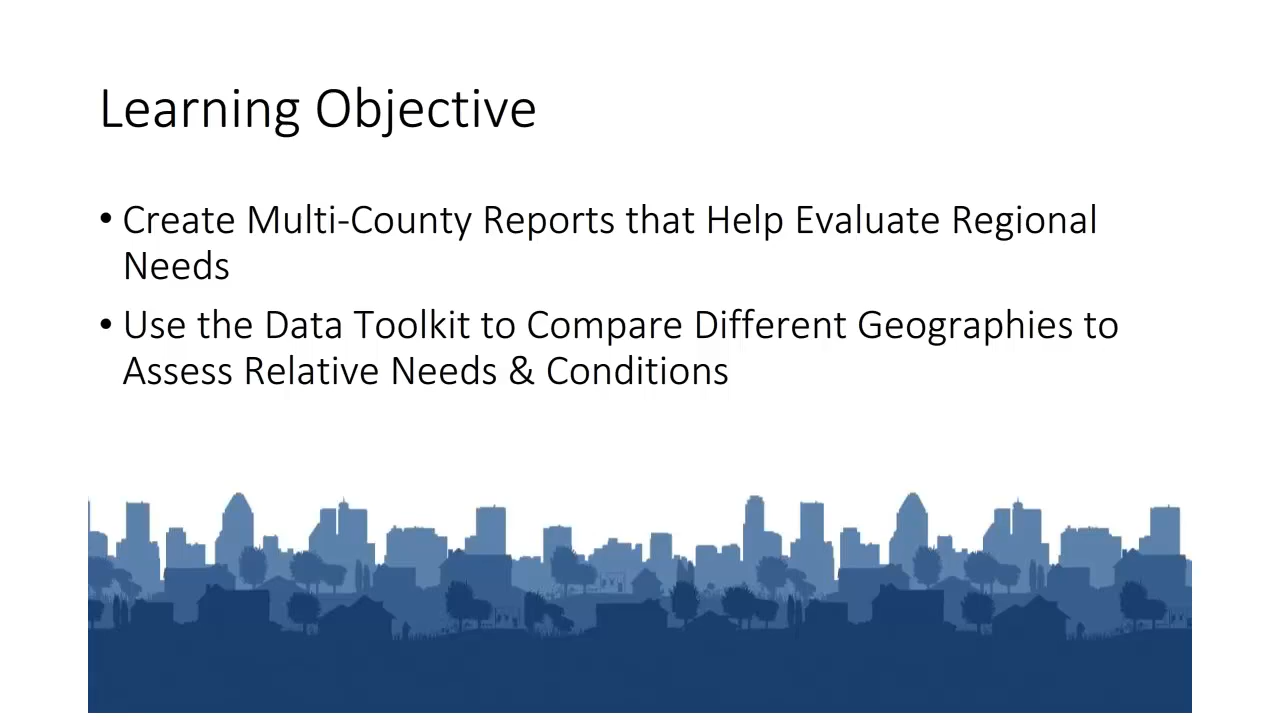 Learning Objective
• Create Multi-County Reports that Help Evaluate Regional
Needs
• Use the Data Toolkit to Compare Different Geographies to
Assess Relative Needs & Conditions